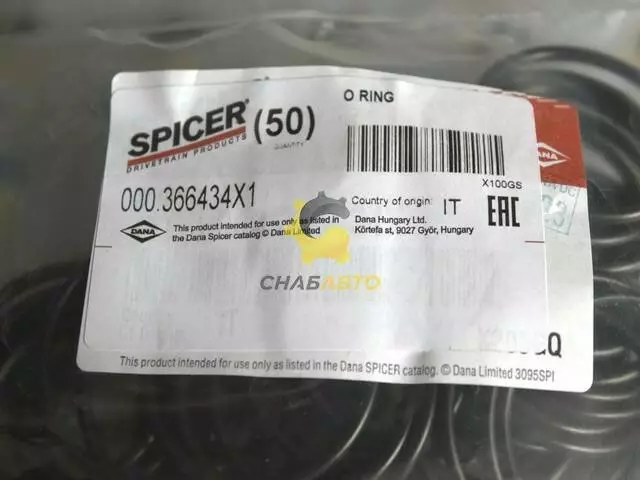 O RING
SPICER® (50)
DRIVETRAIN PRODUCTS
QUANTITY
X100GS
000.366434X1
Country of origin: IT
EAC
DANA
This product intended for use only as listed in
the Dana Spicer catalog © Dana Limited
Dana Hungary Ltd.
Körtefa st, 9027 Györ, Hungary
СНАБАВТО
This product intended for use only as listed in the Dana SPICER catalog. © Dana Limited 3095SPI
DANA